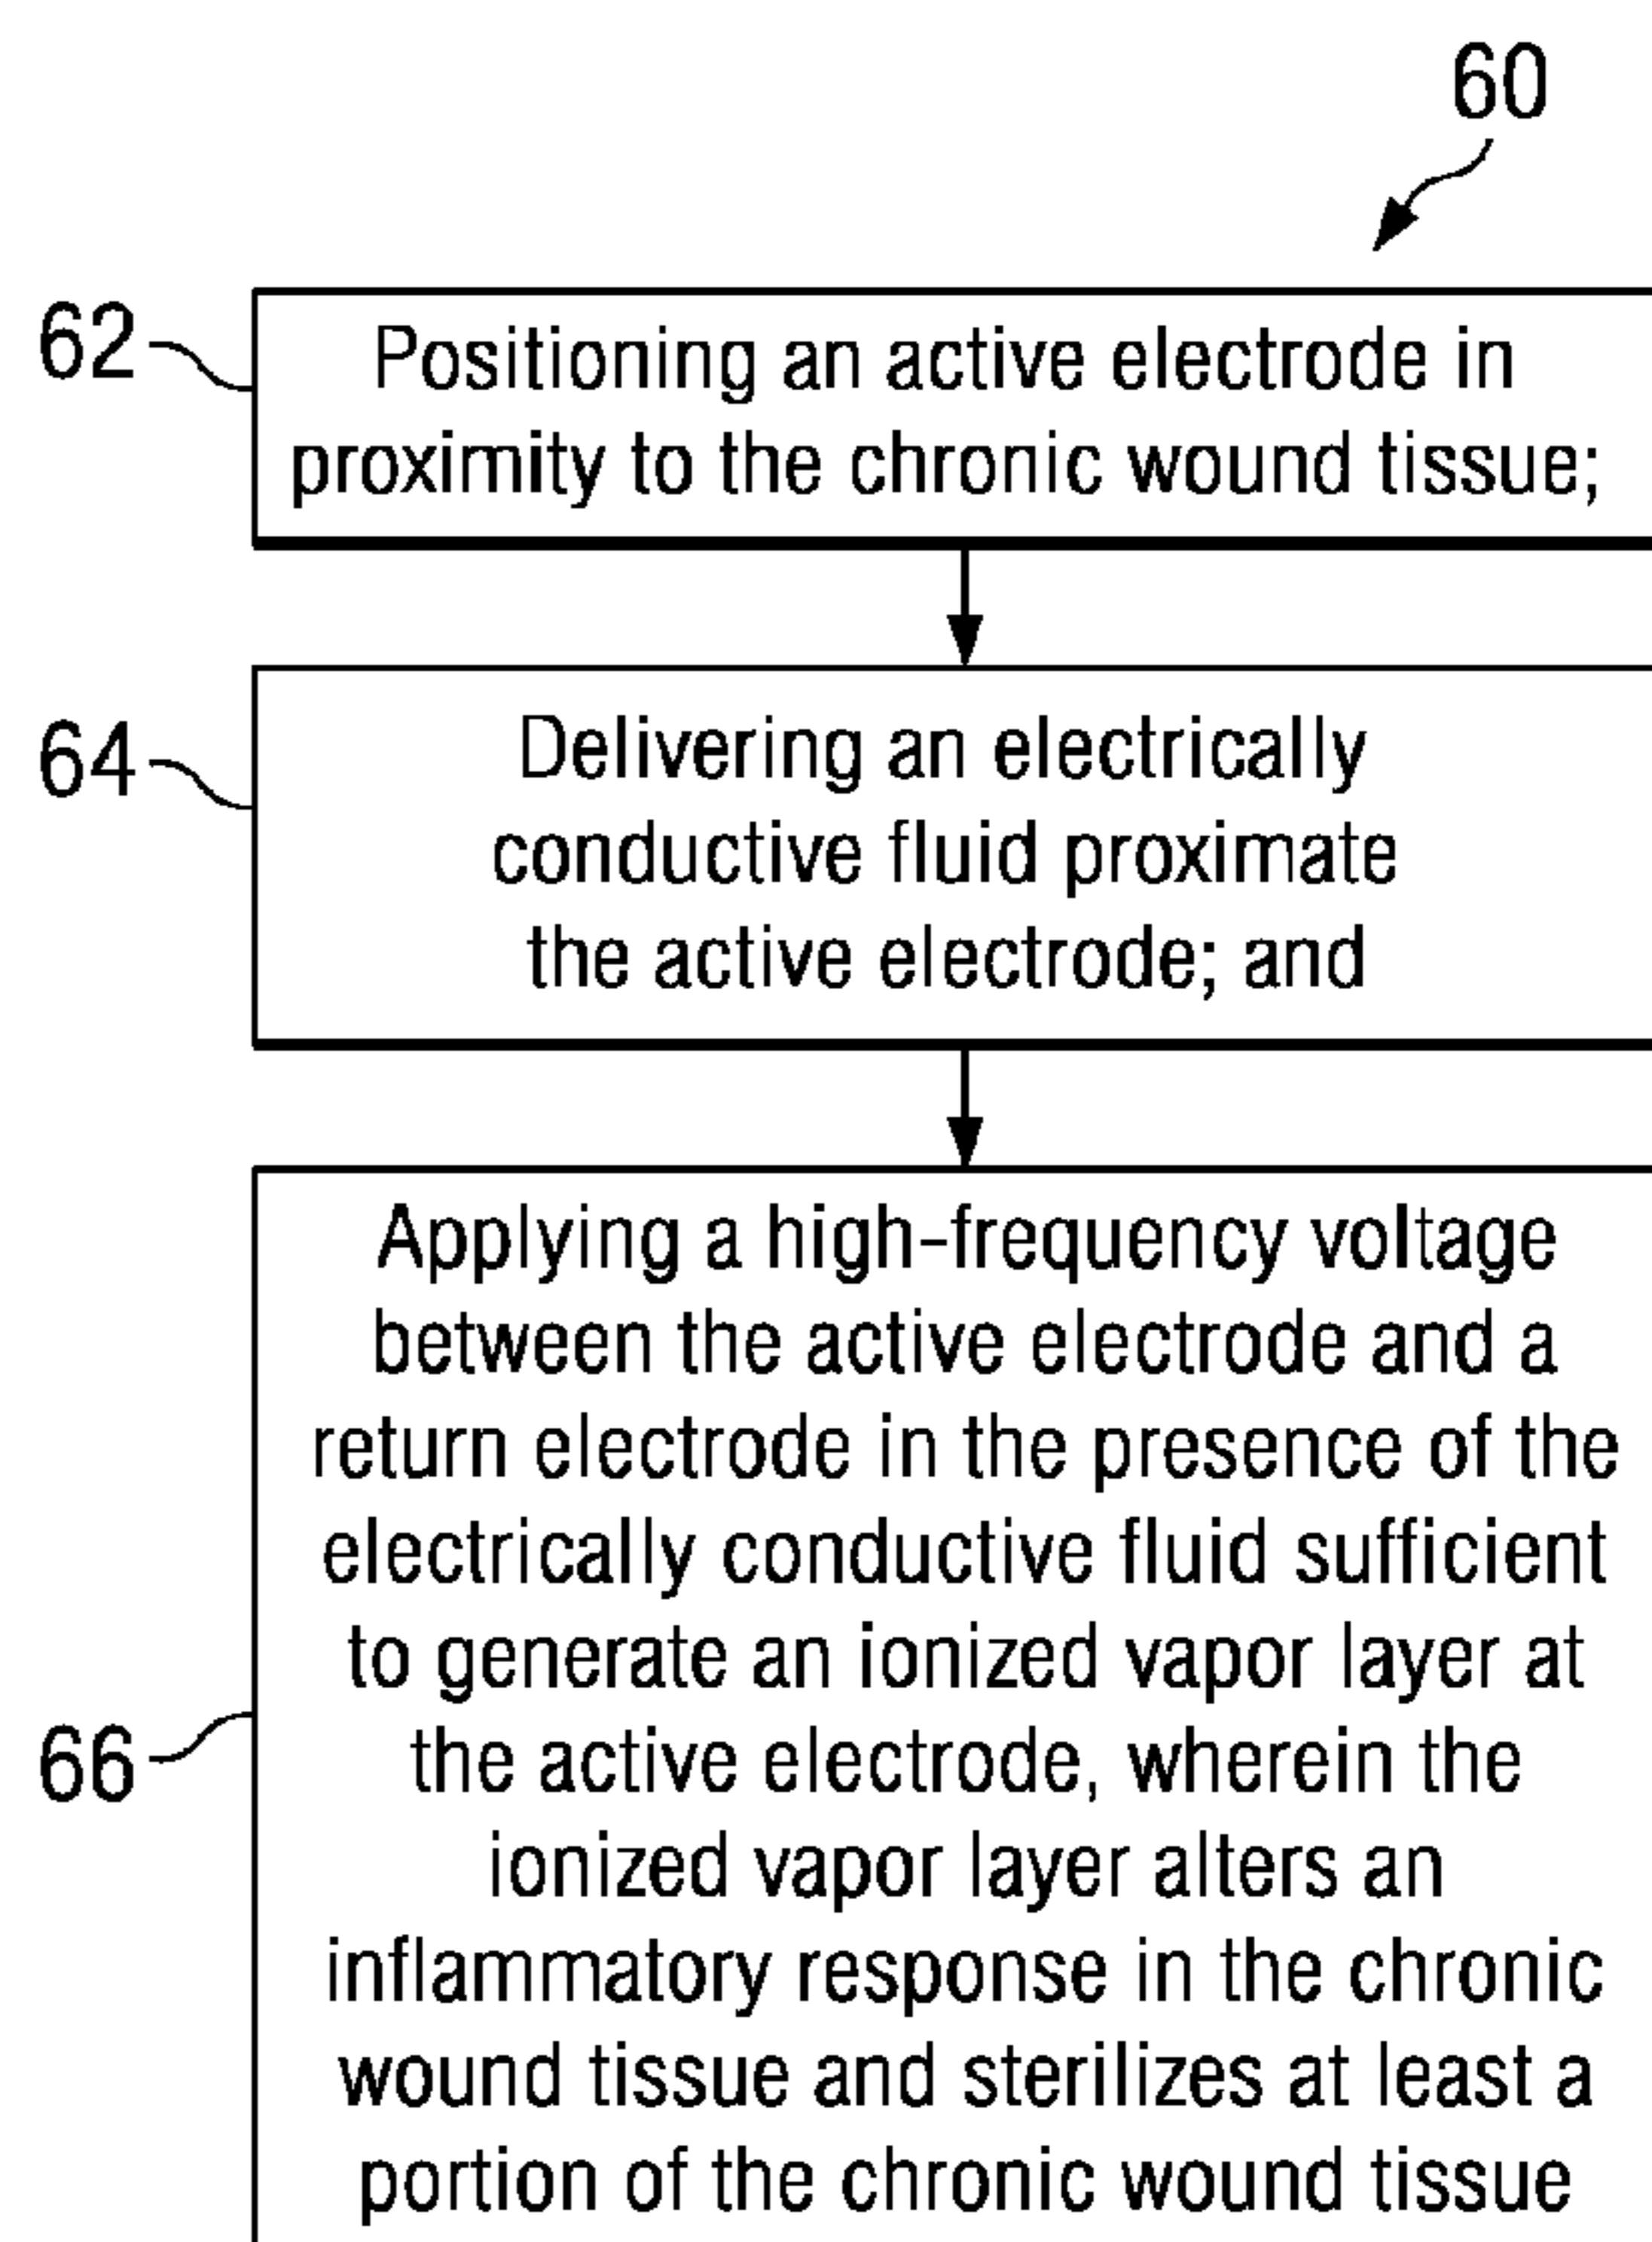 60
62
Positioning an active electrode in
proximity to the chronic wound tissue;
64
Delivering an electrically
conductive fluid proximate
the active electrode; and
66
Applying a high-frequency voltage
between the active electrode and a
return electrode in the presence of the
electrically conductive fluid sufficient
to generate an ionized vapor layer at
the active electrode, wherein the
ionized vapor layer alters an
inflammatory response in the chronic
wound tissue and sterilizes at least a
portion of the chronic wound tissue